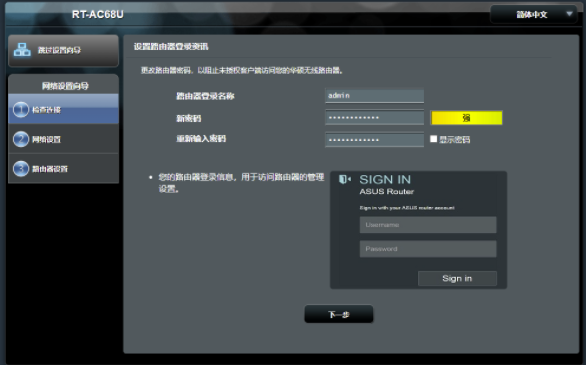 RT-AC68U
简体中文
跳过设置向导
网络设置向导
1 检查连接
2 网络设置
3 路由器设置
设置路由器登录资讯
更改路由器密码，以阻止未授权客户端访问您的华硕无线路由器。
路由器登录名称 admin
新密码 ············ 强
重新输入密码 ············ 显示密码
• 您的路由器登录信息，用于访问路由器的管理
设置。
SIGN IN
ASUS Router
Sign in with your ASUS router account
Username
Password
Sign in
下一步